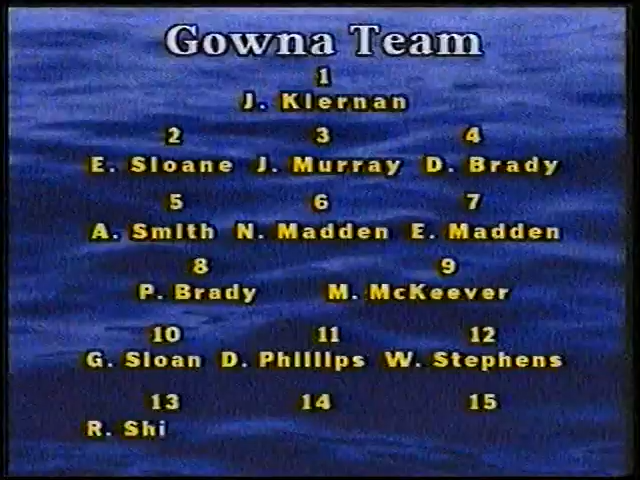 Gowna Team
1
J. Kiernan
2 3 4
E. Sloane J. Murray D. Brady
5 6 7
A. Smith N. Madden E. Madden
8 9
P. Brady M. McKeever
10 11 12
G. Sloan D. Phillips W. Stephens
13 14 15
R. Shi